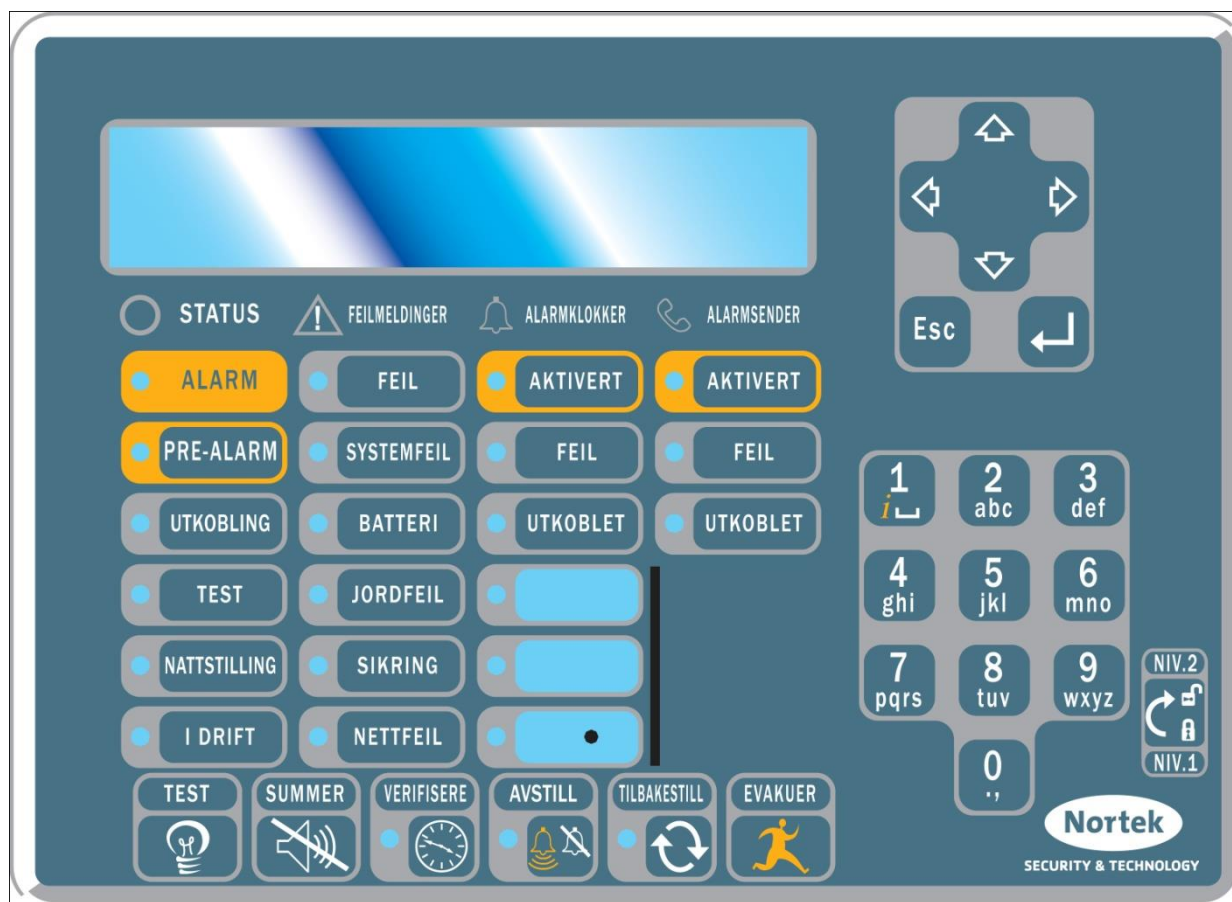 STATUS FEILMELDINGER ALARMKLOKKER ALARMSENDER
ALARM FEIL AKTIVERT AKTIVERT
PRE-ALARM SYSTEMFEIL FEIL FEIL
UTKOBLING BATTERI UTKOBLET UTKOBLET
TEST JORDFEIL
NATTSTILLING SIKRING
I DRIFT NETTFEIL
TEST SUMMER VERIFISERE AVSTILL TILBAKESTILL EVAKUER
Esc
1 2 3
i abc def
4 5 6
ghi jkl mno
7 8 9
pqrs tuv wxyz
0
.,
NIV.2
NIV.1
Nortek
SECURITY & TECHNOLOGY